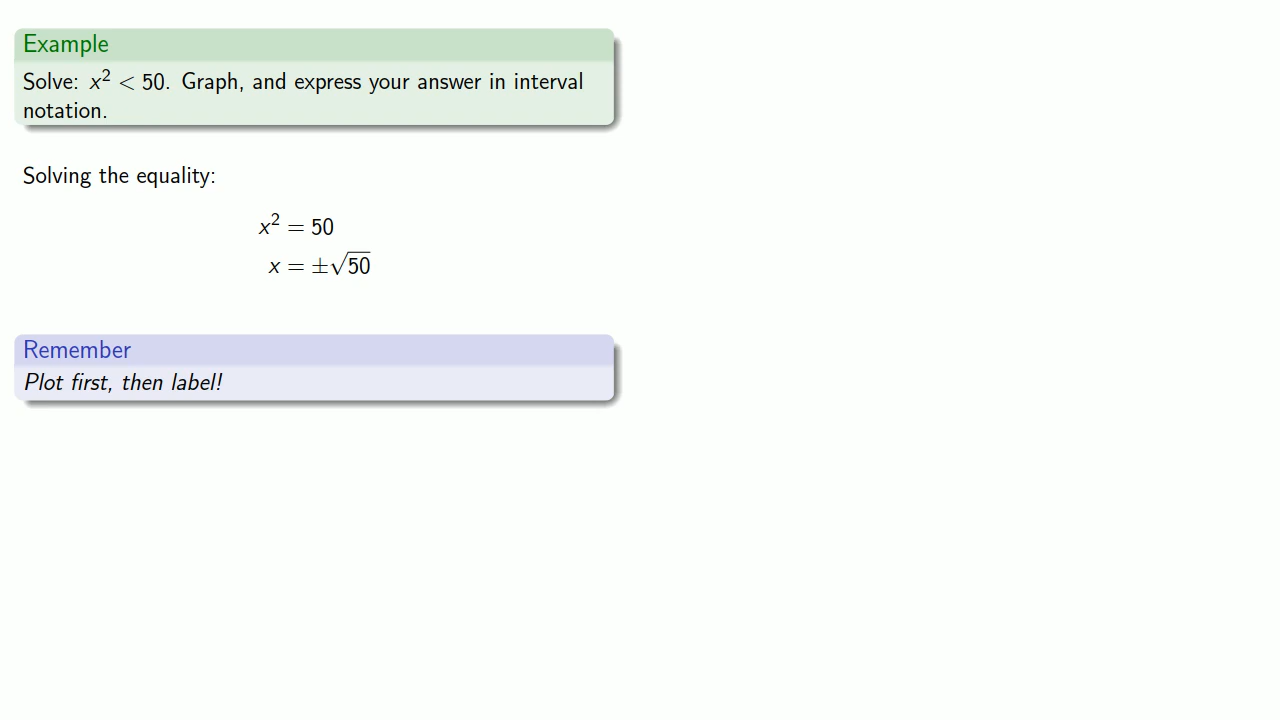 Example
Solve: x² < 50. Graph, and express your answer in interval
notation.
Solving the equality:
x² = 50
x = ±√50
Remember
Plot first, then label!